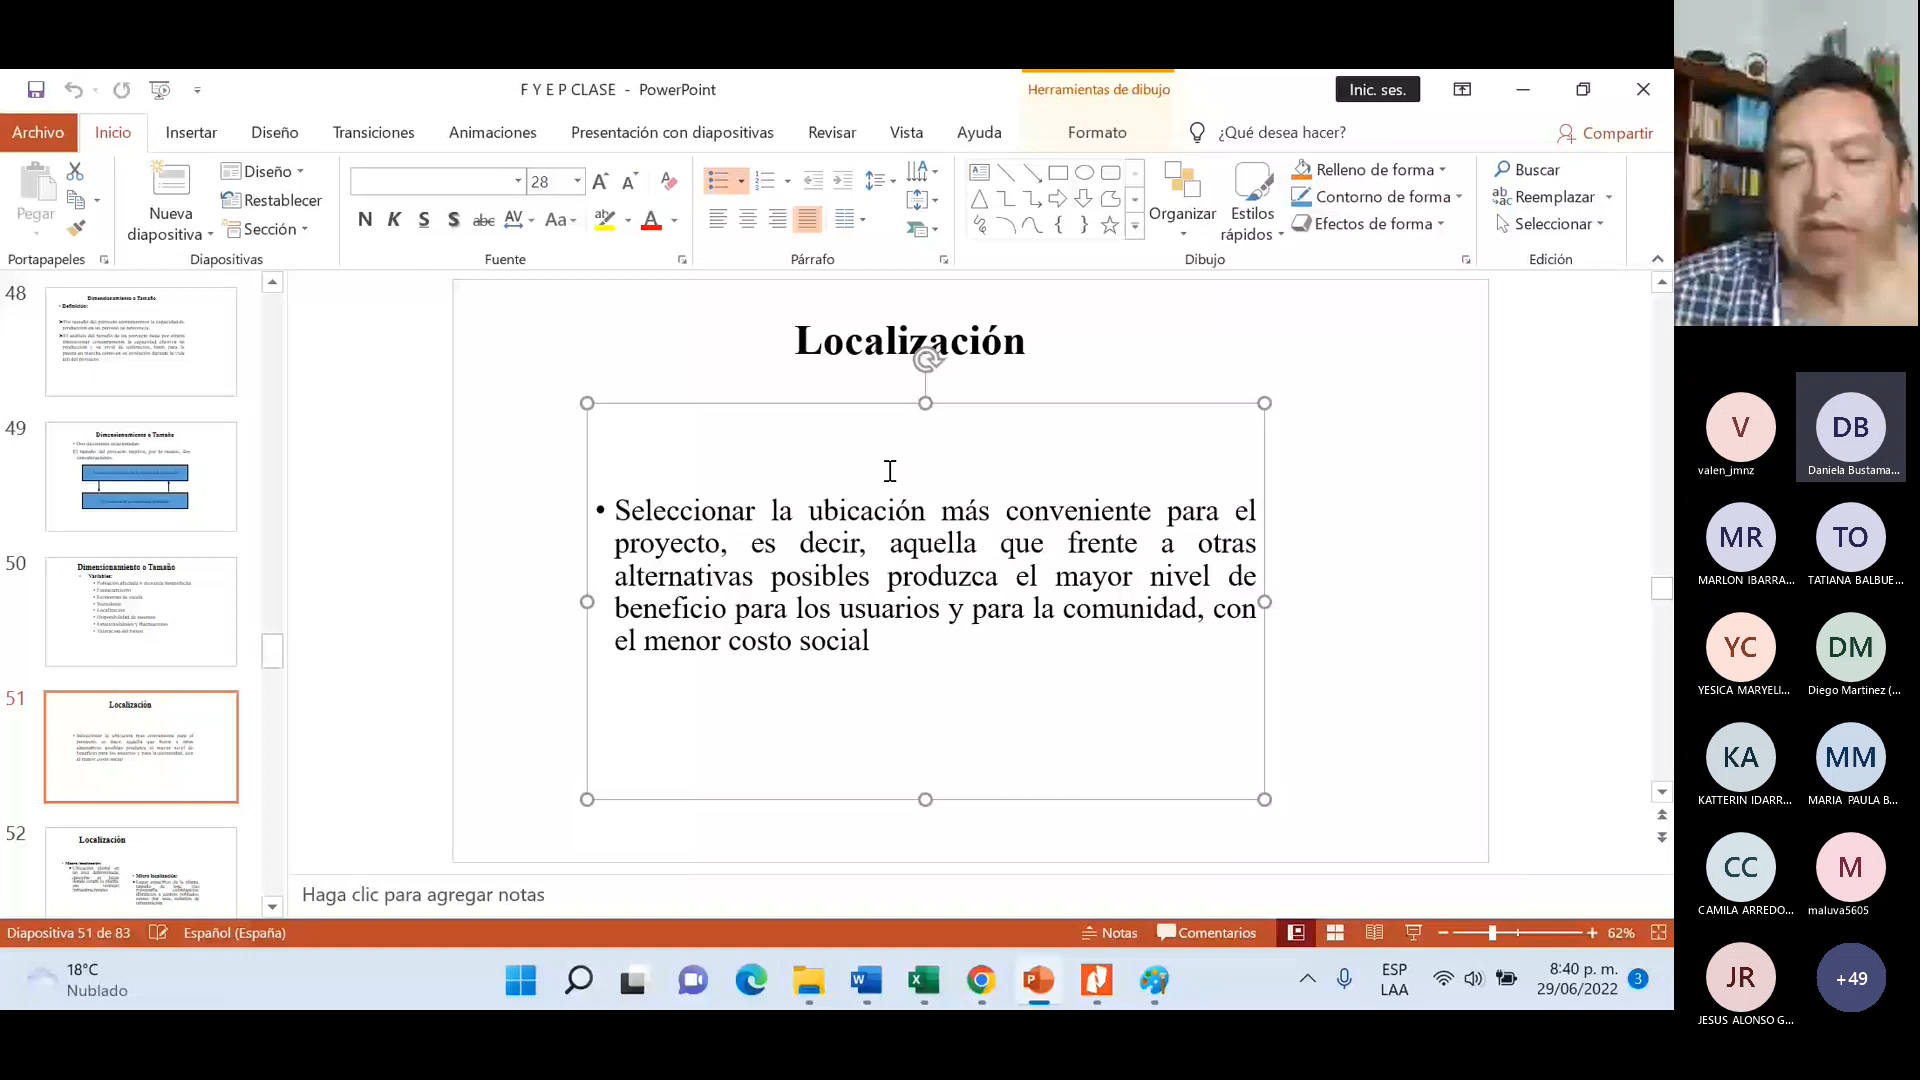 F Y E P CLASE - PowerPoint
Herramientas de dibujo
Inic. ses.
Archivo
Inicio
Insertar
Diseño
Transiciones
Animaciones
Presentación con diapositivas
Revisar
Vista
Ayuda
Formato
¿Qué desea hacer?
Compartir
Pegar
Nueva diapositiva
Diseño
Restablecer
Sección
28
N K S S abc AV Aa A
Relleno de forma
Contorno de forma
Efectos de forma
Organizar
Estilos rápidos
Buscar
Reemplazar
Seleccionar
Portapapeles
Diapositivas
Fuente
Párrafo
Dibujo
Edición
48
Dimensionamiento o Tamaño
Definición:
49
Dimensionamiento o Tamaño
50
Dimensionamiento o Tamaño
Variables:
51
Localización
52
Localización
Localización
• Seleccionar la ubicación más conveniente para el
proyecto, es decir, aquella que frente a otras
alternativas posibles produzca el mayor nivel de
beneficio para los usuarios y para la comunidad, con
el menor costo social
Haga clic para agregar notas
Diapositiva 51 de 83
Español (España)
Notas
Comentarios
62%
18°C
Nublado
ESP
LAA
8:40 p. m.
29/06/2022
3
V
valen_jmnz
DB
Daniela Bustama...
MR
MARLON IBARRA...
TO
TATIANA BALBUE...
YC
YESICA MARYELI...
DM
Diego Martinez (...
KA
KATTERIN IDARR...
MM
MARIA PAULA B...
CC
CAMILA ARREDO...
M
maluva5605
JR
JESUS ALONSO G...
+49